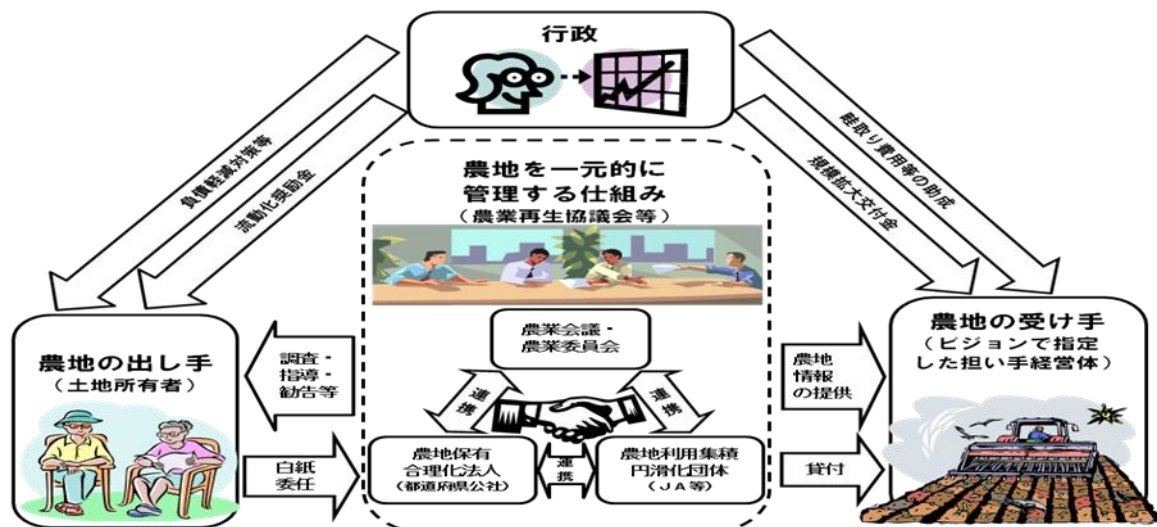 行政
負債軽減対策等
流動化奨励金
畦取り費用等の助成
規模拡大交付金
農地を一元的に
管理する仕組み
（農業再生協議会等）
農地の出し手
（土地所有者）
調査・
指導・
勧告等
白紙
委任
農業会議・
農業委員会
連携
連携
農地保有
合理化法人
（都道府県公社）
連携
農地利用集積
円滑化団体
（ＪＡ等）
農地
情報
の提供
貸付
農地の受け手
（ビジョンで指定
した担い手経営体）